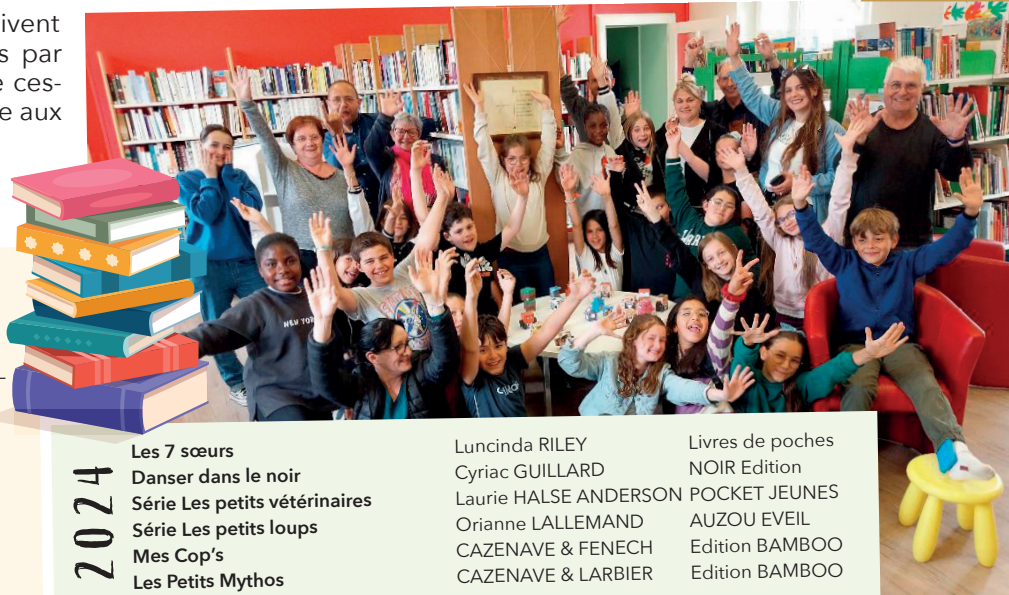 ivent
s par
e ces-
e aux
NEW YORK
2024
Les 7 sœurs Luncinda RILEY Livres de poches
Danser dans le noir Cyriac GUILLARD NOIR Edition
Série Les petits vétérinaires Laurie HALSE ANDERSON POCKET JEUNES
Série Les petits loups Orianne LALLEMAND AUZOU EVEIL
Mes Cop's CAZENAVE & FENECH Edition BAMBOO
Les Petits Mythos CAZENAVE & LARBIER Edition BAMBOO